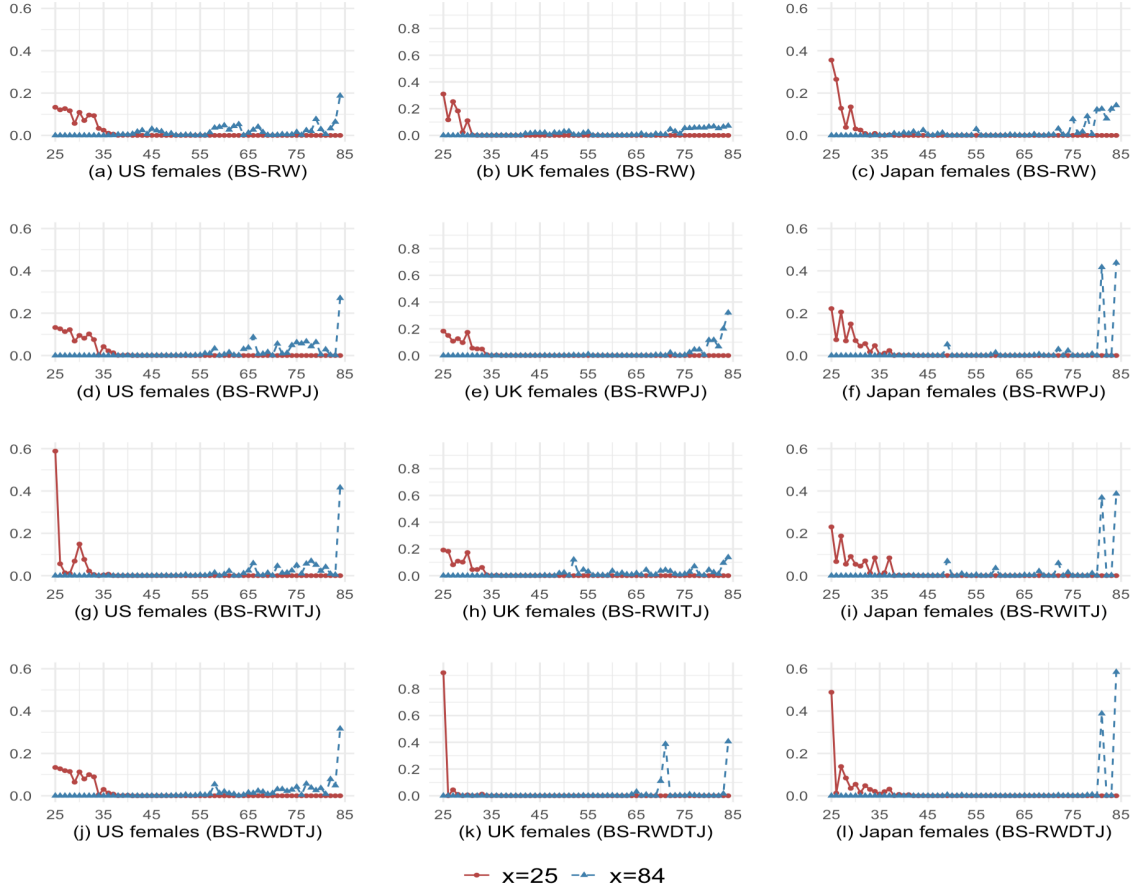 0.6
0.4
0.2
0.0
25 35 45 55 65 75 85
(a) US females (BS-RW)
0.8
0.6
0.4
0.2
0.0
25 35 45 55 65 75 85
(b) UK females (BS-RW)
0.6
0.4
0.2
0.0
25 35 45 55 65 75 85
(c) Japan females (BS-RW)
0.6
0.4
0.2
0.0
25 35 45 55 65 75 85
(d) US females (BS-RWPJ)
0.8
0.6
0.4
0.2
0.0
25 35 45 55 65 75 85
(e) UK females (BS-RWPJ)
0.6
0.4
0.2
0.0
25 35 45 55 65 75 85
(f) Japan females (BS-RWPJ)
0.6
0.4
0.2
0.0
25 35 45 55 65 75 85
(g) US females (BS-RWITJ)
0.8
0.6
0.4
0.2
0.0
25 35 45 55 65 75 85
(h) UK females (BS-RWITJ)
0.6
0.4
0.2
0.0
25 35 45 55 65 75 85
(i) Japan females (BS-RWITJ)
0.6
0.4
0.2
0.0
25 35 45 55 65 75 85
(j) US females (BS-RWDTJ)
0.8
0.6
0.4
0.2
0.0
25 35 45 55 65 75 85
(k) UK females (BS-RWDTJ)
0.6
0.4
0.2
0.0
25 35 45 55 65 75 85
(l) Japan females (BS-RWDTJ)
x=25 x=84